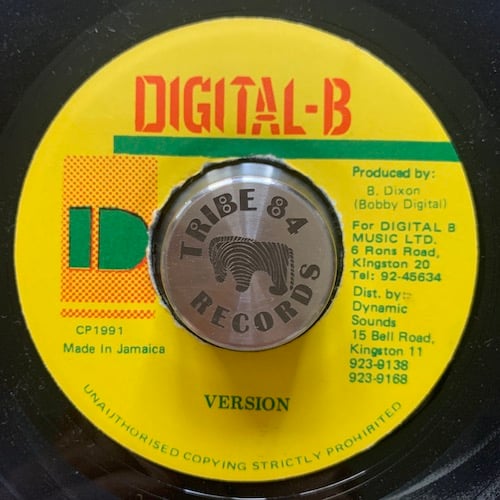 DIGITAL-B
Produced by:
B. Dixon
(Bobby Digital)
For DIGITAL B
MUSIC LTD.
6 Rons Road,
Kingston 20
Tel: 92-45634
Dist. by:
Dynamic
Sounds
15 Bell Road,
Kingston 11
923-9138
923-9168
TRIBE 84
RECORDS
D
CP1991
Made In Jamaica
VERSION
UNAUTHORISED COPYING STRICTLY PROHIBITED